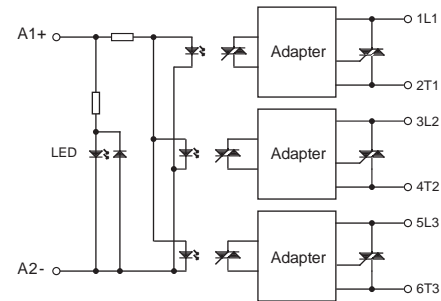 A1+
LED
A2-
Adapter
1L1
2T1
Adapter
3L2
4T2
Adapter
5L3
6T3